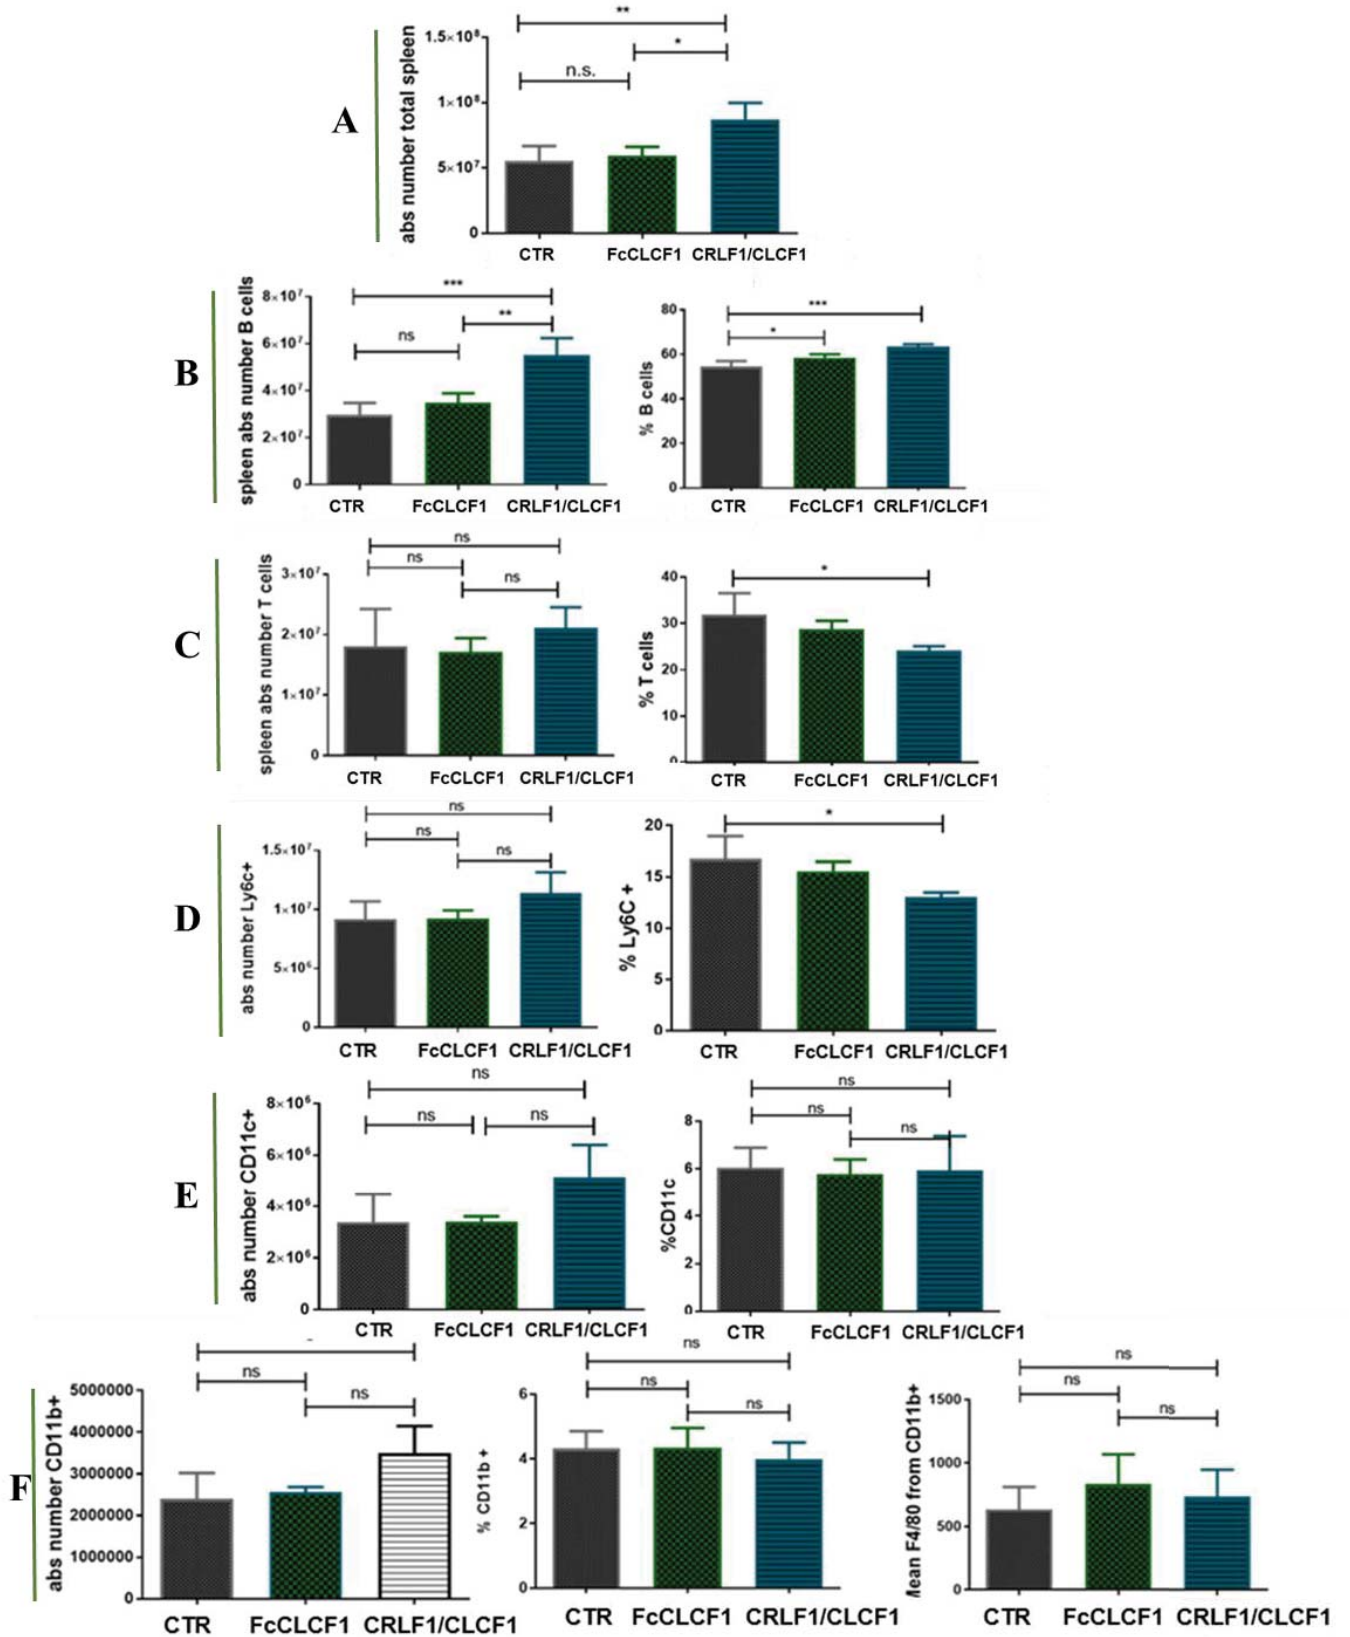 A
abs number total spleen
1.5×10⁸
1×10⁸
5×10⁷
0
**
*
n.s.
CTR FcCLCF1 CRLF1/CLCF1
B
spleen abs number B cells
8×10⁷
6×10⁷
4×10⁷
2×10⁷
0
***
**
ns
CTR FcCLCF1 CRLF1/CLCF1
% B cells
80
60
40
20
0
***
*
CTR FcCLCF1 CRLF1/CLCF1
C
spleen abs number T cells
3×10⁷
2×10⁷
1×10⁷
0
ns
ns
ns
CTR FcCLCF1 CRLF1/CLCF1
% T cells
40
30
20
10
0
*
CTR FcCLCF1 CRLF1/CLCF1
D
abs number Ly6c+
1.5×10⁷
1×10⁷
5×10⁶
0
ns
ns
ns
CTR FcCLCF1 CRLF1/CLCF1
% Ly6C +
20
15
10
5
0
*
CTR FcCLCF1 CRLF1/CLCF1
E
abs number CD11c+
8×10⁶
6×10⁶
4×10⁶
2×10⁶
0
ns
ns ns
CTR FcCLCF1 CRLF1/CLCF1
%CD11c
8
6
4
2
0
ns
ns
ns
CTR FcCLCF1 CRLF1/CLCF1
F
abs number CD11b+
5000000
4000000
3000000
2000000
1000000
0
ns
ns
CTR FcCLCF1 CRLF1/CLCF1
% CD11b +
6
4
2
0
ns
ns
ns
CTR FcCLCF1 CRLF1/CLCF1
F4/80 from CD11b+
1500
1000
500
0
ns
ns
ns
CTR FcCLCF1 CRLF1/CLCF1